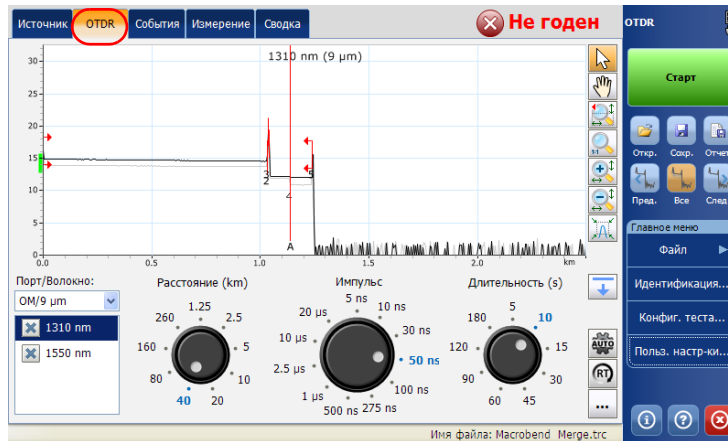 Источник OTDR События Измерение Сводка
Не годен
OTDR
1310 nm (9 µm)
30
25
20
15
10
5
0
0.0 0.5 1.0 1.5 2.0 km
3
2
4
5
A
Старт
Откр. Сохр. Отчет
Пред. Все След
Главное меню
Файл
Идентификация...
Конфиг. теста...
Польз. настр-ки...
Порт/Волокно:
OM/9 µm
1310 nm
1550 nm
Расстояние (km)
1.25
260 2.5
160 5
80 10
40 20
Импульс
5 ns
20 µs 10 ns
10 µs 30 ns
2.5 µs 50 ns
1 µs 100 ns
500 ns 275 ns
Длительность (s)
5
180 10
120 15
90 30
60 45
1:1
AUTO
RT
...
Имя файла: Macrobend Merge.trc